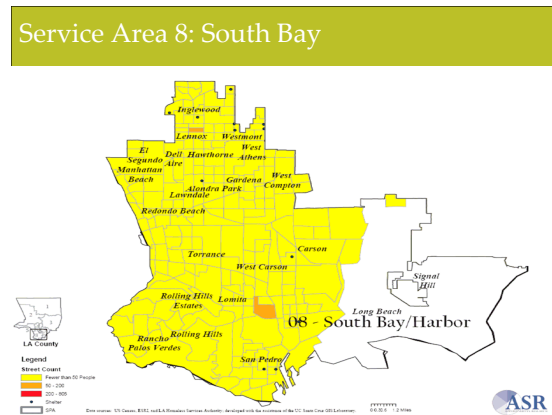 Service Area 8: South Bay
Inglewood
Lennox
Westmont
West
Athens
El
Segundo
Dell
Aire
Hawthorne
Manhattan
Beach
Gardena
West
Compton
Alondra Park
Lawndale
Redondo Beach
Carson
Torrance
West Carson
Signal
Hill
Rolling Hills
Estates
Lomita
Long Beach
08 - South Bay/Harbor
Rancho
Palos Verdes
Rolling Hills
San Pedro
LA County
Legend
Street Count
Fewer than 50 People
50 - 200
200 - 808
Shelter
SPA
ASR